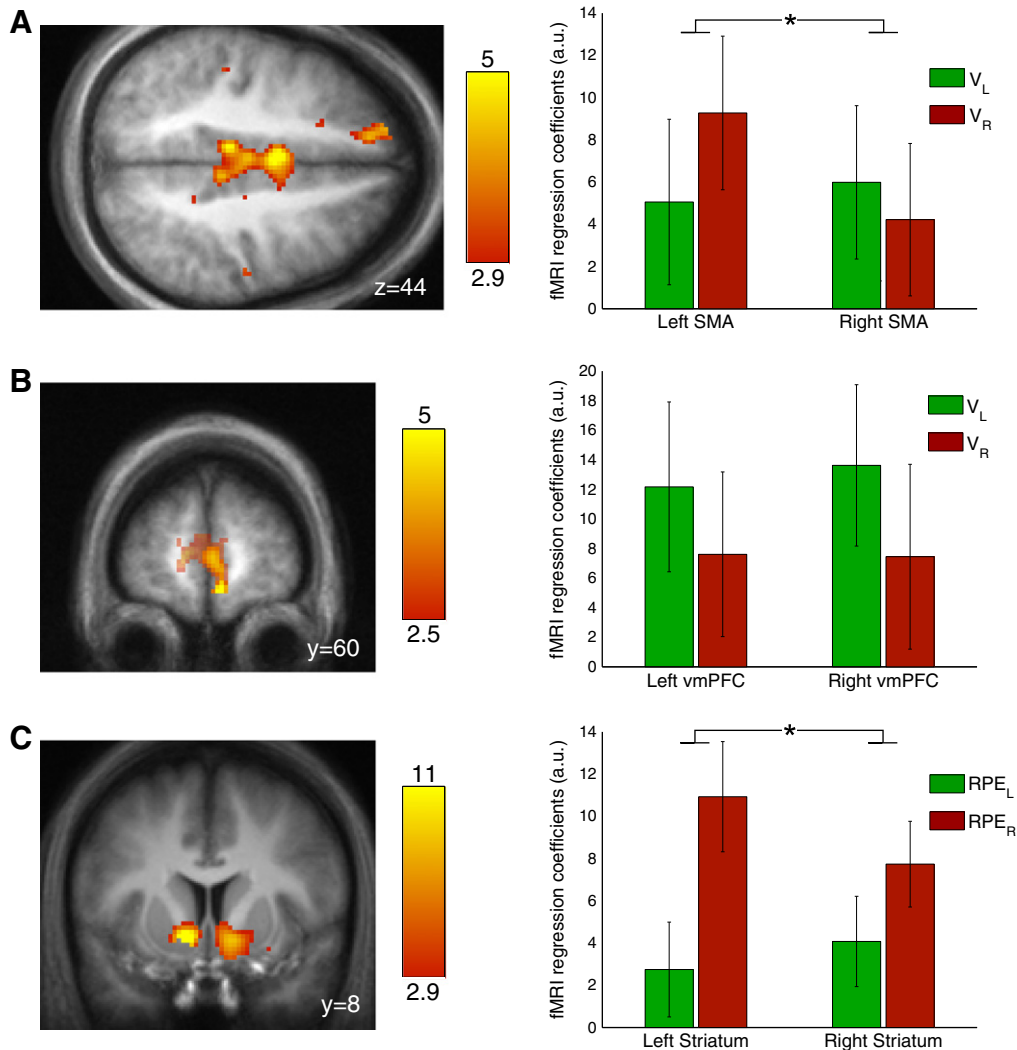 A
5
2.9
z=44
fMRI regression coefficients (a.u.)
14
12
10
8
6
4
2
0
*
V_L
V_R
Left SMA
Right SMA
B
5
2.5
y=60
fMRI regression coefficients (a.u.)
20
18
16
14
12
10
8
6
4
2
0
V_L
V_R
Left vmPFC
Right vmPFC
C
11
2.9
y=8
fMRI regression coefficients (a.u.)
14
12
10
8
6
4
2
0
*
RPE_L
RPE_R
Left Striatum
Right Striatum